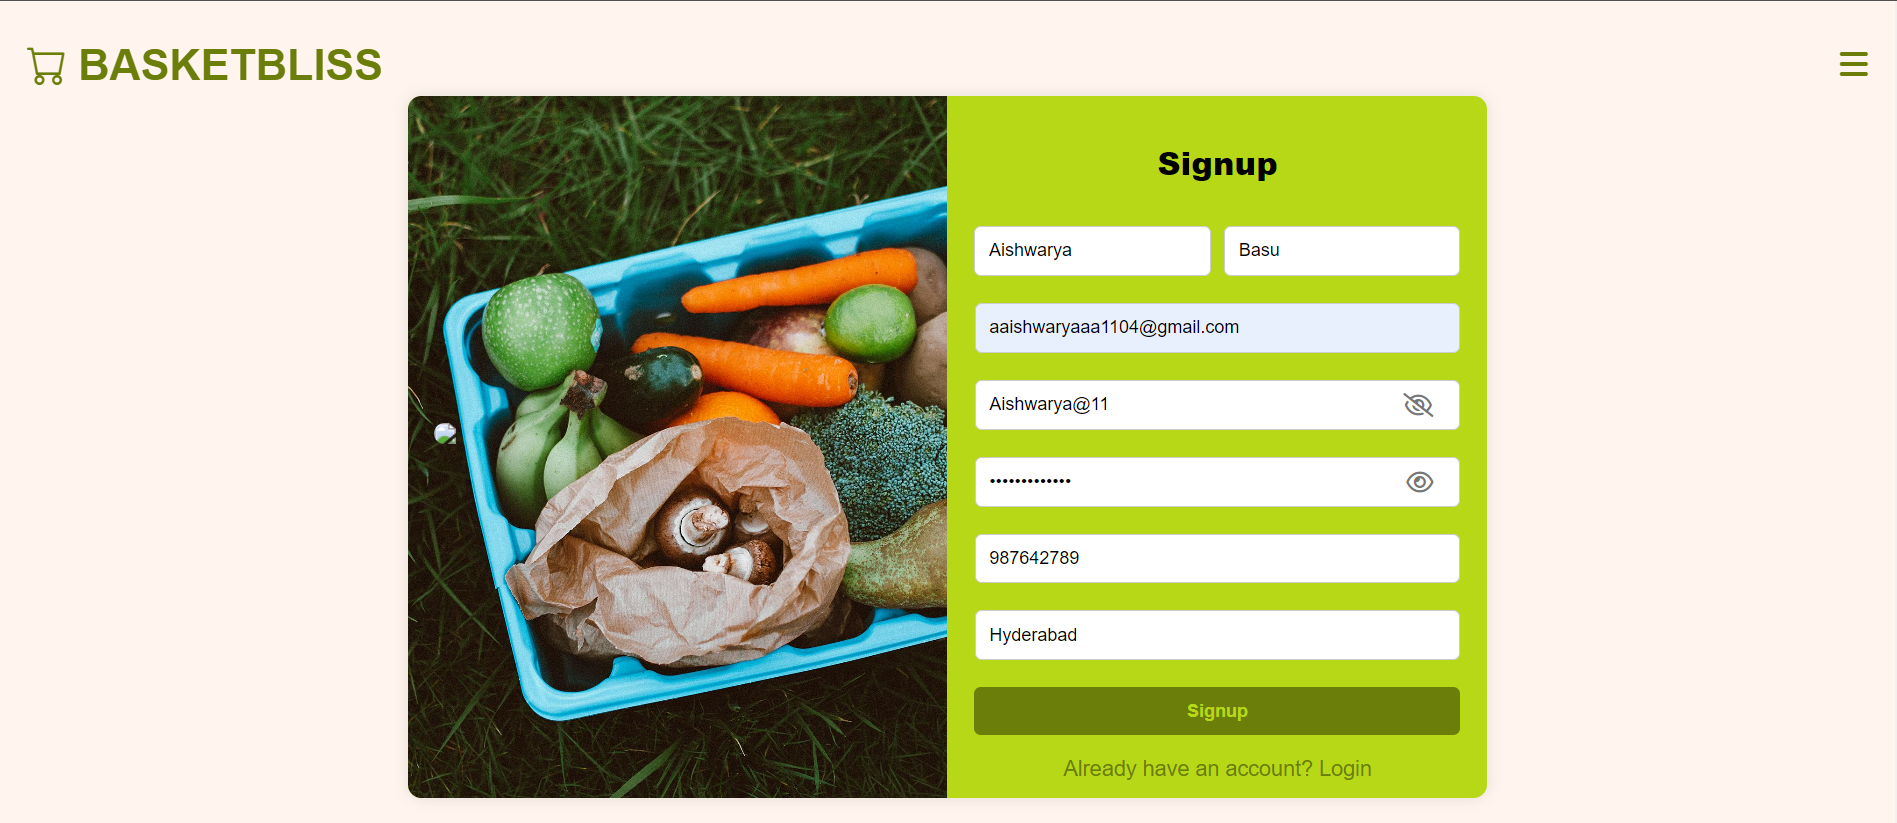 BASKETBLISS
Signup
Aishwarya Basu
aaishwaryaaa1104@gmail.com
Aishwarya@11
•••••••••••••
987642789
Hyderabad
Signup
Already have an account? Login